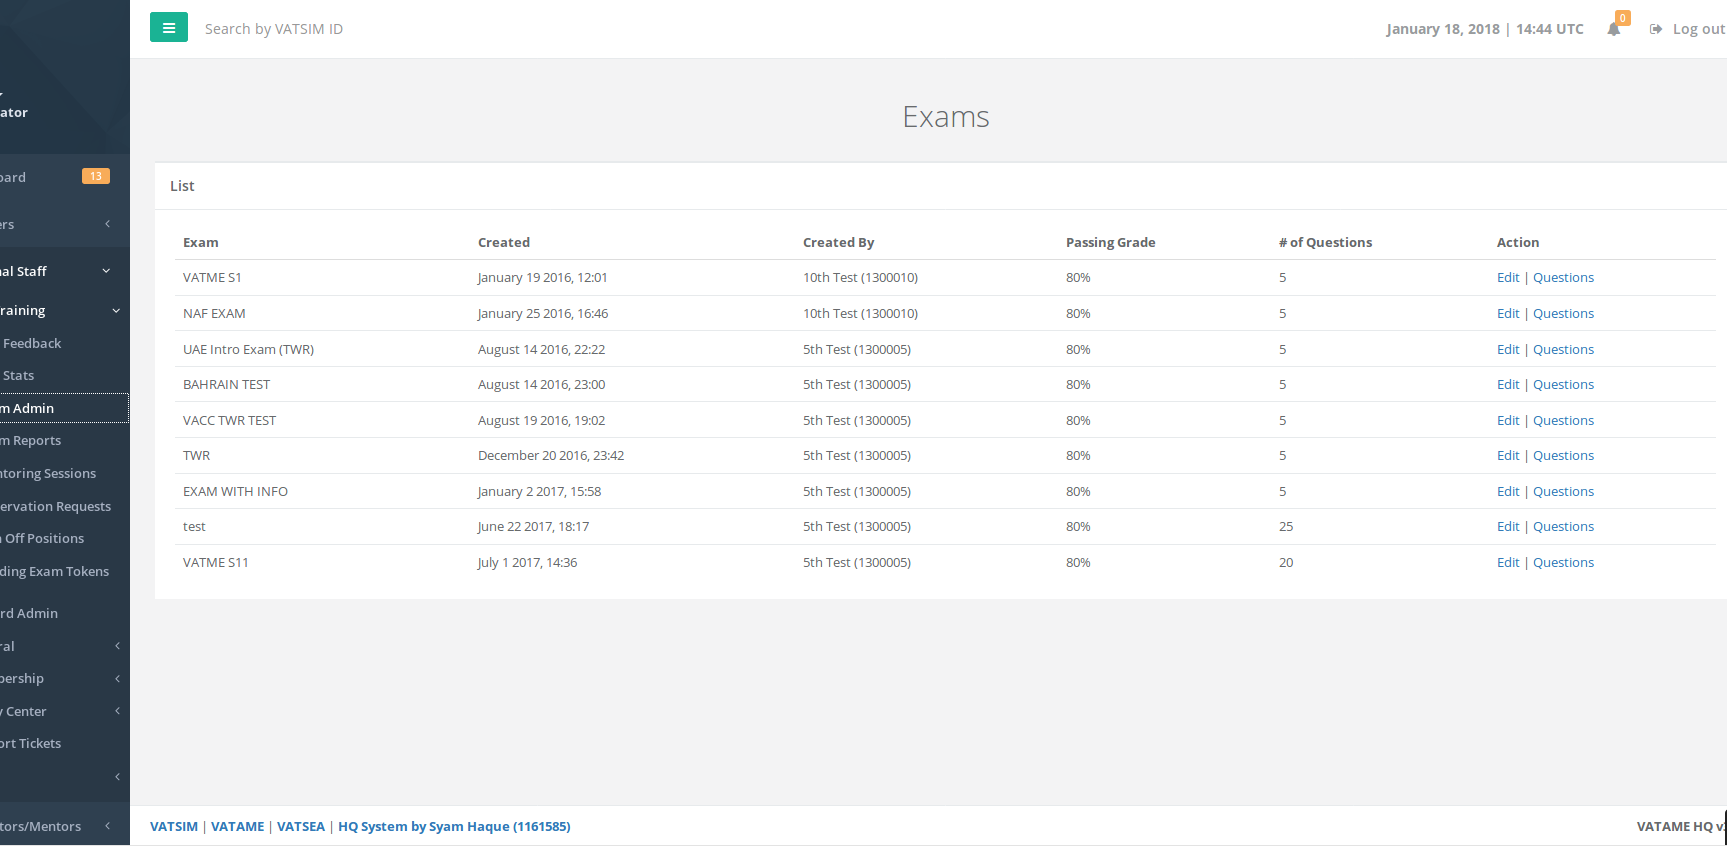 Search by VATSIM ID
January 18, 2018 | 14:44 UTC
0
Log out
13
Exams
List
Exam Created Created By Passing Grade # of Questions Action
VATME S1 January 19 2016, 12:01 10th Test (1300010) 80% 5 Edit | Questions
NAF EXAM January 25 2016, 16:46 10th Test (1300010) 80% 5 Edit | Questions
UAE Intro Exam (TWR) August 14 2016, 22:22 5th Test (1300005) 80% 5 Edit | Questions
BAHRAIN TEST August 14 2016, 23:00 5th Test (1300005) 80% 5 Edit | Questions
VACC TWR TEST August 19 2016, 19:02 5th Test (1300005) 80% 5 Edit | Questions
TWR December 20 2016, 23:42 5th Test (1300005) 80% 5 Edit | Questions
EXAM WITH INFO January 2 2017, 15:58 5th Test (1300005) 80% 5 Edit | Questions
test June 22 2017, 18:17 5th Test (1300005) 80% 25 Edit | Questions
VATME S11 July 1 2017, 14:36 5th Test (1300005) 80% 20 Edit | Questions
ator
oard
ers
al Staff
raining
Feedback
Stats
m Admin
m Reports
ntoring Sessions
ervation Requests
Off Positions
ding Exam Tokens
rd Admin
ral
bership
y Center
ort Tickets
tors/Mentors
VATSIM | VATAME | VATSEA | HQ System by Syam Haque (1161585)
VATAME HQ